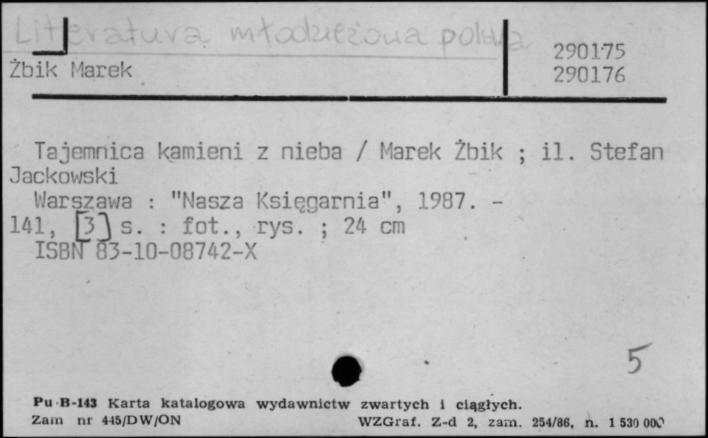 Literatura młodzieżowa polska
290175
Żbik Marek
290176
Tajemnica kamieni z nieba / Marek Żbik ; il. Stefan
Jackowski
Warszawa : "Nasza Księgarnia", 1987. -
141, [3] s. : fot., rys. ; 24 cm
ISBN 83-10-08742-X
5
Pu B-143 Karta katalogowa wydawnictw zwartych i ciągłych.
Zam nr 445/DW/ON WZGraf. Z-d 2, zam. 254/86, n. 1 530 000